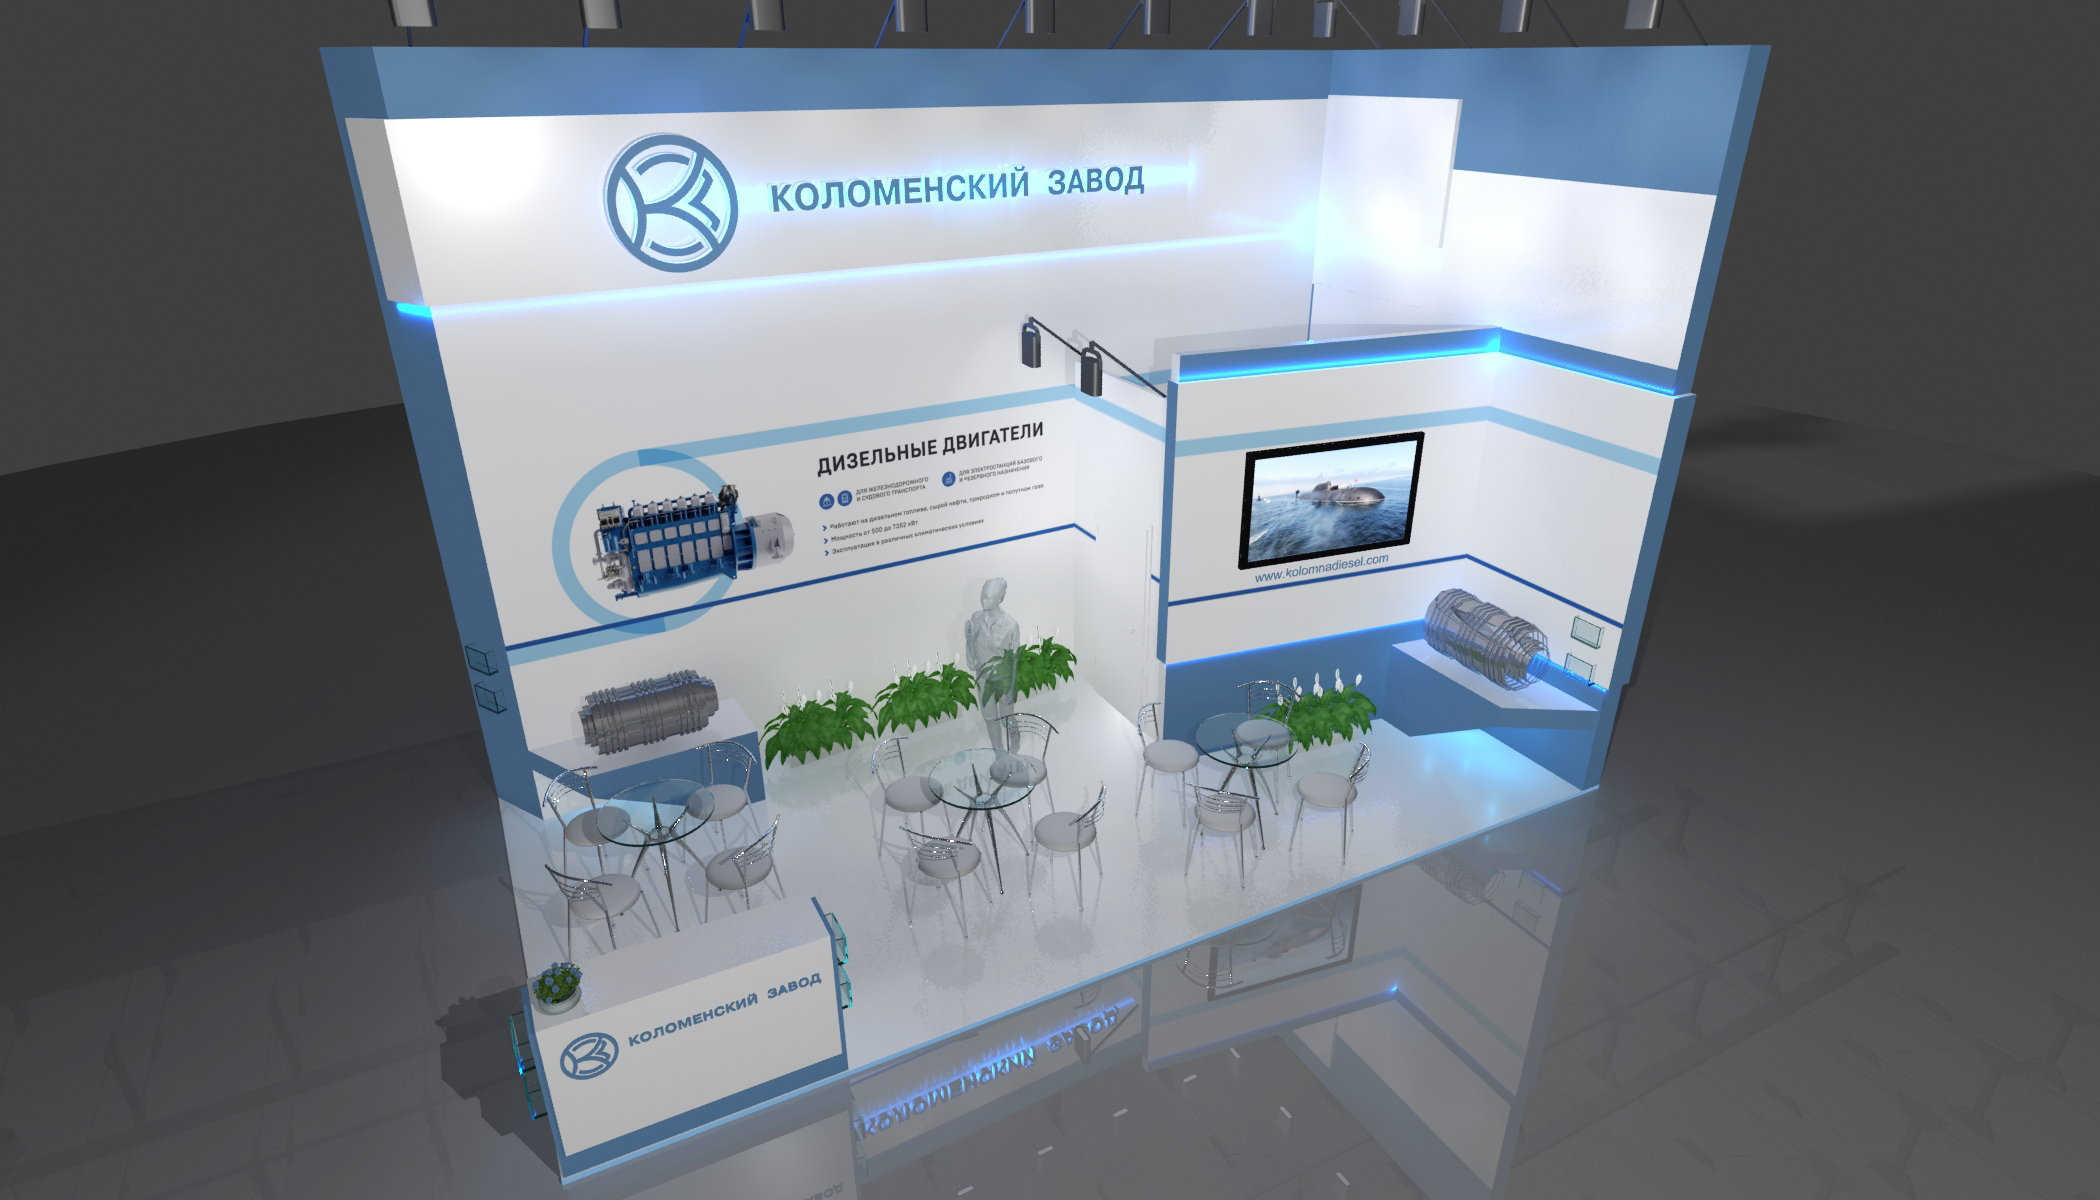 КОЛОМЕНСКИЙ ЗАВОД
ДИЗЕЛЬНЫЕ ДВИГАТЕЛИ
ДЛЯ ЖЕЛЕЗНОДОРОЖНОГО
И СУДОВОГО ТРАНСПОРТА
ДЛЯ ЭЛЕКТРОСТАНЦИЙ БАЗОВОГО
И РЕЗЕРВНОГО НАЗНАЧЕНИЯ
Работают на дизельном топливе, сырой нефти, природном и попутном газе.
Мощность от 500 до 7352 кВт
Эксплуатация в различных климатических условиях
www.kolomnadiesel.com
КОЛОМЕНСКИЙ ЗАВОД